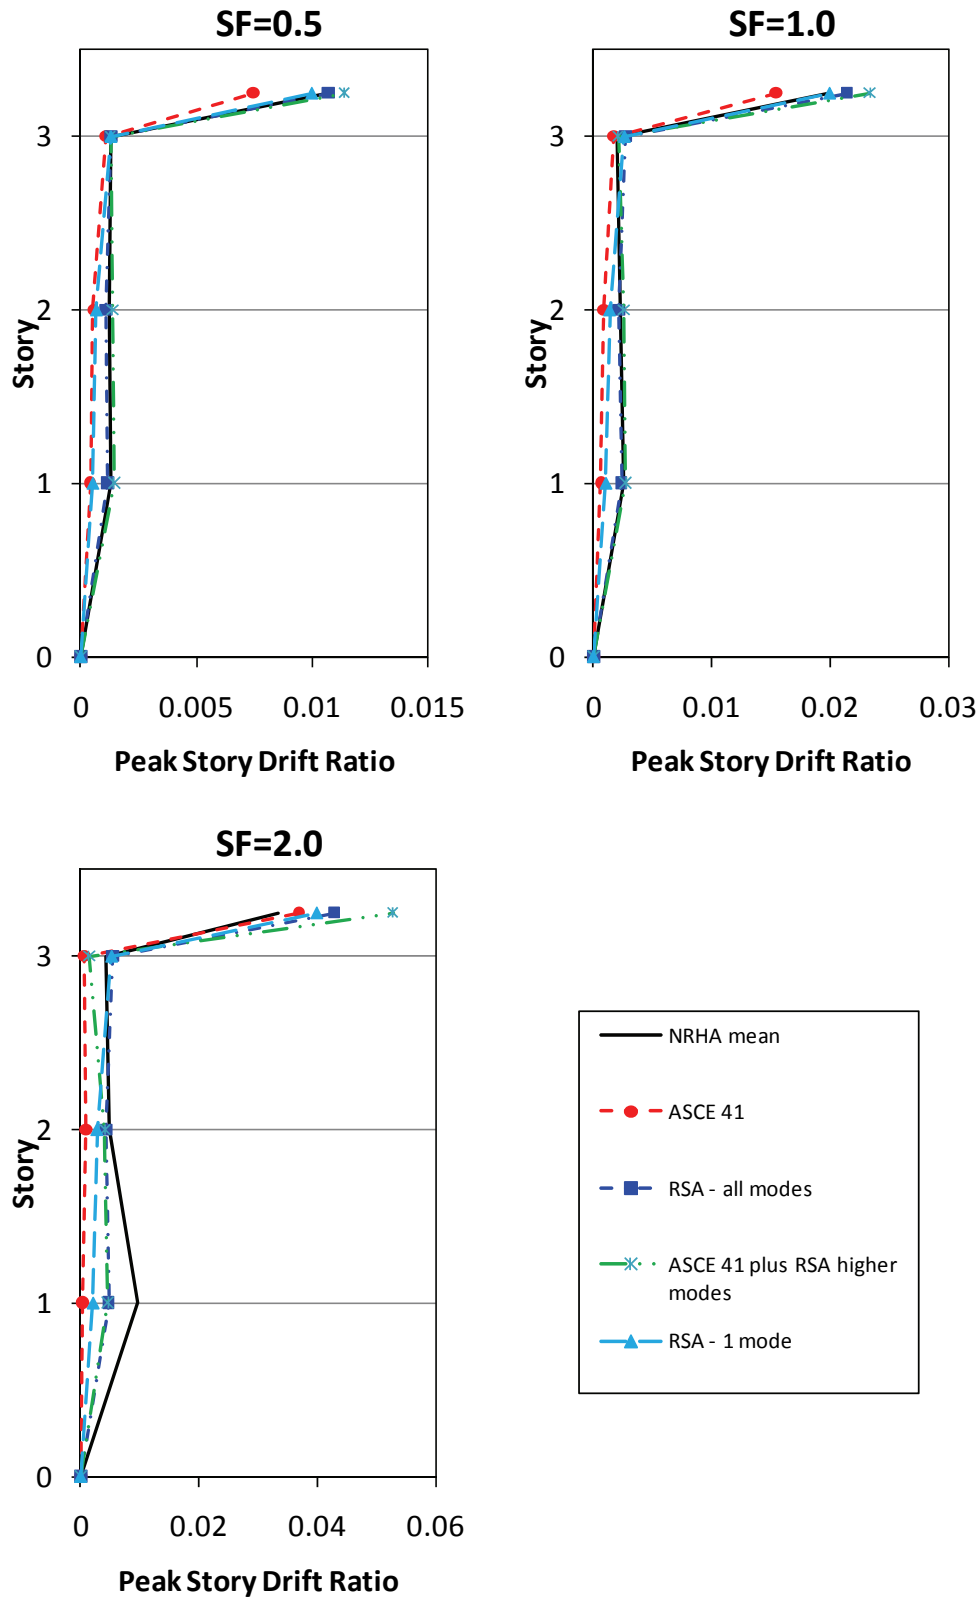 SF=0.5
3
2
1
0
Story
0 0.005 0.01 0.015
Peak Story Drift Ratio
SF=1.0
3
2
1
0
Story
0 0.01 0.02 0.03
Peak Story Drift Ratio
SF=2.0
3
2
1
0
Story
0 0.02 0.04 0.06
Peak Story Drift Ratio
NRHA mean
ASCE 41
RSA - all modes
ASCE 41 plus RSA higher
modes
RSA - 1 mode